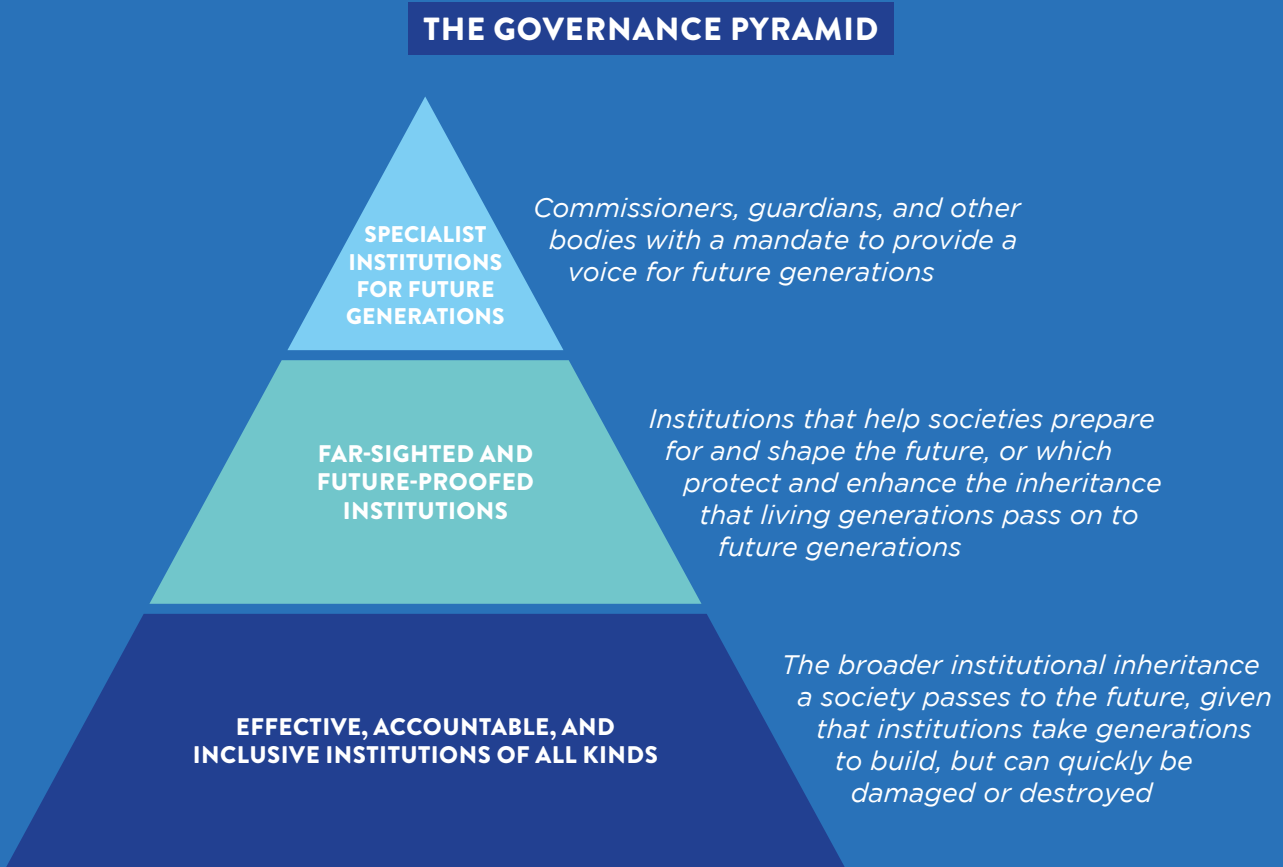 THE GOVERNANCE PYRAMID
SPECIALIST
INSTITUTIONS
FOR FUTURE
GENERATIONS
Commissioners, guardians, and other
bodies with a mandate to provide a
voice for future generations
FAR-SIGHTED AND
FUTURE-PROOFED
INSTITUTIONS
Institutions that help societies prepare
for and shape the future, or which
protect and enhance the inheritance
that living generations pass on to
future generations
EFFECTIVE, ACCOUNTABLE, AND
INCLUSIVE INSTITUTIONS OF ALL KINDS
The broader institutional inheritance
a society passes to the future, given
that institutions take generations
to build, but can quickly be
damaged or destroyed